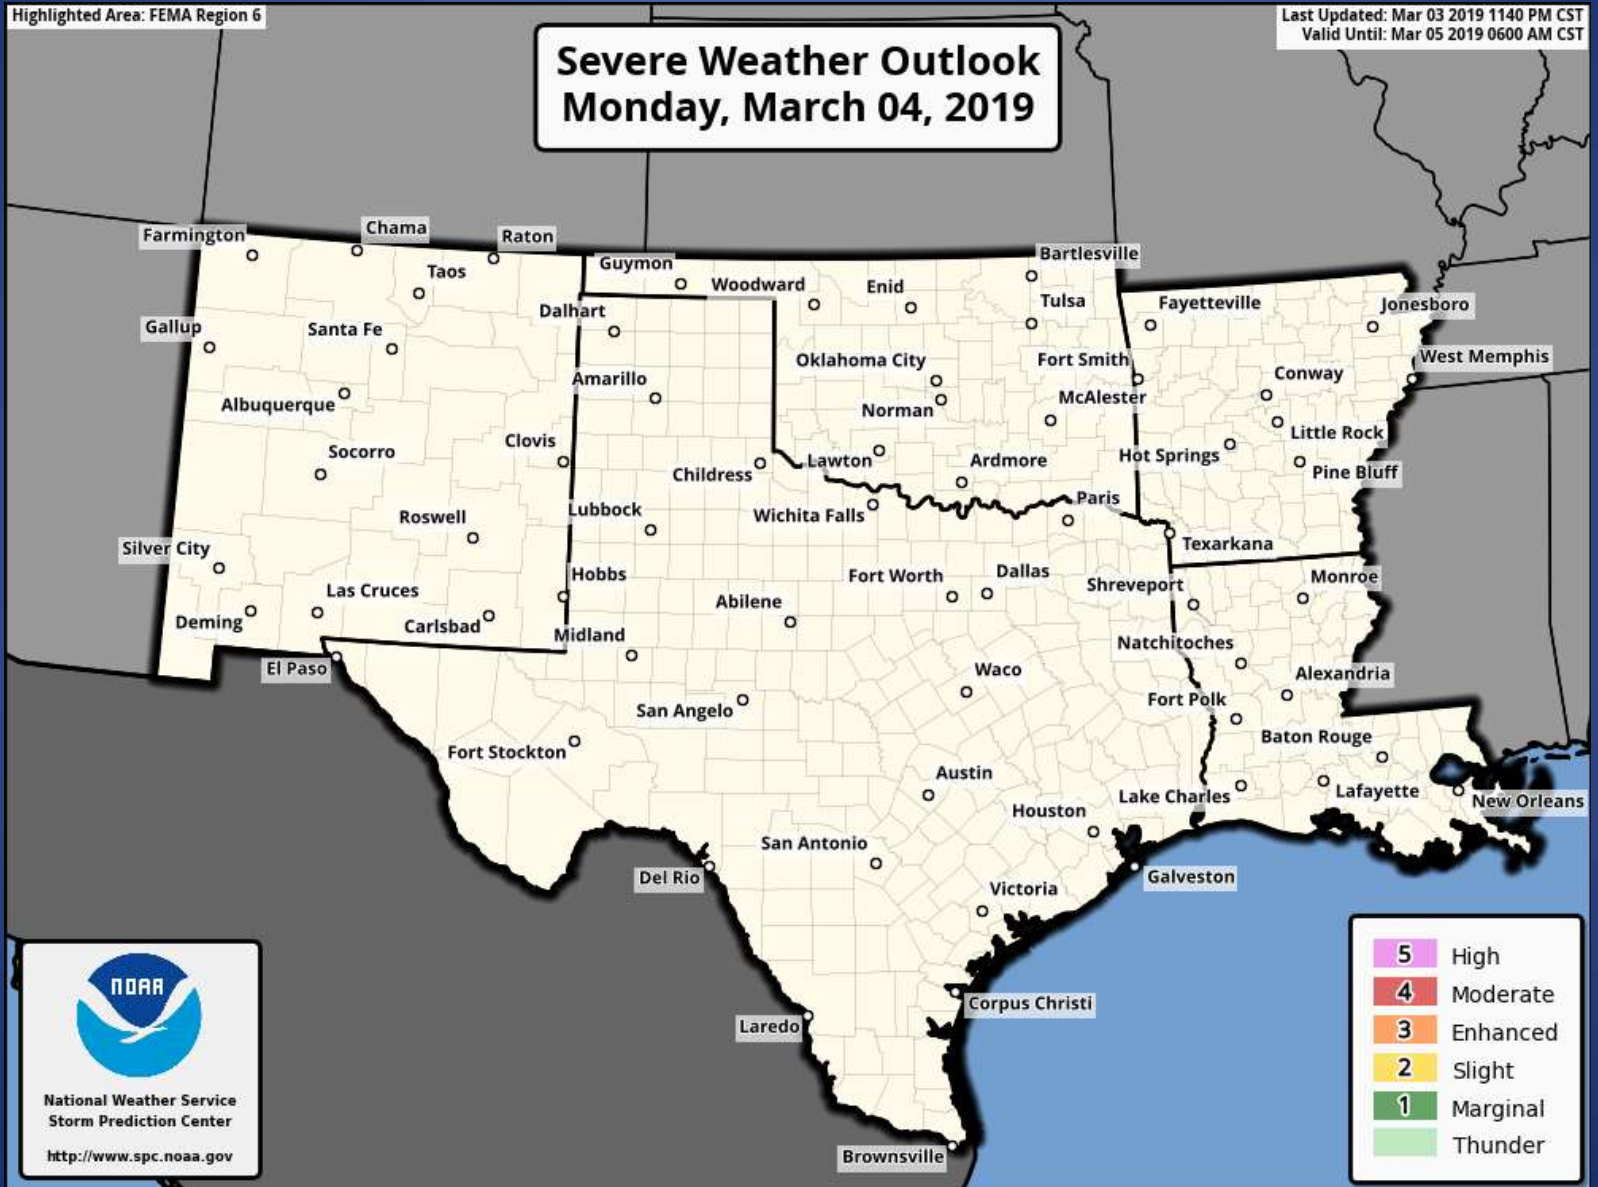 Highlighted Area: FEMA Region 6
Last Updated: Mar 03 2019 1140 PM CST
Valid Until: Mar 05 2019 0600 AM CST
Severe Weather Outlook
Monday, March 04, 2019
Farmington
Chama
Raton
Taos
Guymon
Woodward
Enid
Bartlesville
Tulsa
Fayetteville
Jonesboro
Dalhart
Gallup
Santa Fe
Oklahoma City
Fort Smith
West Memphis
Amarillo
Conway
Albuquerque
Norman
McAlester
Little Rock
Clovis
Socorro
Childress
Lawton
Ardmore
Hot Springs
Pine Bluff
Roswell
Lubbock
Wichita Falls
Paris
Silver City
Texarkana
Las Cruces
Hobbs
Fort Worth
Dallas
Shreveport
Monroe
Deming
Carlsbad
Abilene
Midland
Natchitoches
El Paso
Waco
Alexandria
San Angelo
Fort Polk
Fort Stockton
Baton Rouge
Austin
Houston
Lake Charles
Lafayette
New Orleans
San Antonio
Del Rio
Galveston
Victoria
Corpus Christi
Laredo
Brownsville
NOAA
National Weather Service
Storm Prediction Center
http://www.spc.noaa.gov
5 High
4 Moderate
3 Enhanced
2 Slight
1 Marginal
Thunder